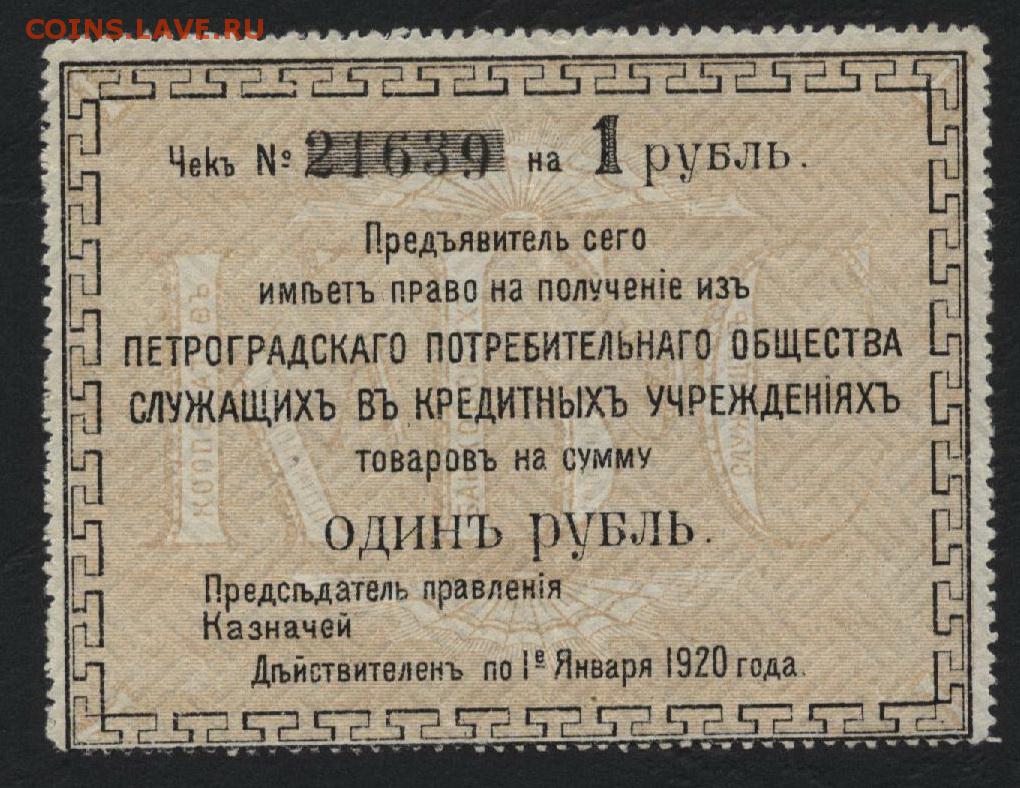 COINS.LAVE.RU
Чекъ № 21639 на 1 рубль.
Предъявитель сего
имѣетъ право на полученіе изъ
ПЕТРОГРАДСКАГО ПОТРЕБИТЕЛЬНАГО ОБЩЕСТВА
СЛУЖАЩИХЪ ВЪ КРЕДИТНЫХЪ УЧРЕЖДЕНІЯХЪ
товаровъ на сумму
ОДИНЪ РУБЛЬ.
Предсѣдатель правленія
Казначей
Дѣйствителенъ по 1е Января 1920 года.
КБС